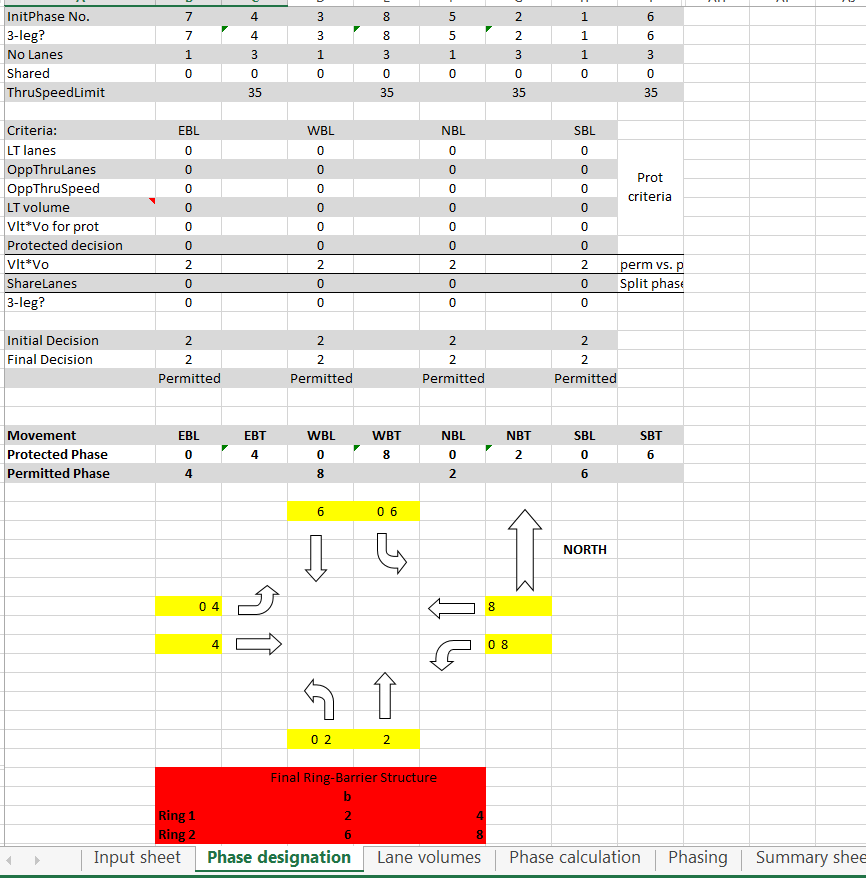 InitPhase No. 7 4 3 8 5 2 1 6
3-leg? 7 4 3 8 5 2 1 6
No Lanes 1 3 1 3 1 3 1 3
Shared 0 0 0 0 0 0 0 0
ThruSpeedLimit 35 35 35 35
Criteria: EBL WBL NBL SBL
LT lanes 0 0 0 0
OppThruLanes 0 0 0 0
Prot
OppThruSpeed 0 0 0 0
criteria
LT volume 0 0 0 0
Vlt*Vo for prot 0 0 0 0
Protected decision 0 0 0 0
Vlt*Vo 2 2 2 2 perm vs. p
ShareLanes 0 0 0 0 Split phase
3-leg? 0 0 0 0
Initial Decision 2 2 2 2
Final Decision 2 2 2 2
Permitted Permitted Permitted Permitted
Movement EBL EBT WBL WBT NBL NBT SBL SBT
Protected Phase 0 4 0 8 0 2 0 6
Permitted Phase 4 8 2 6
6 0 6
NORTH
0 4 8
4 0 8
0 2 2
Final Ring-Barrier Structure
b
Ring 1 2 4
Ring 2 6 8
Input sheet Phase designation Lane volumes Phase calculation Phasing Summary shee